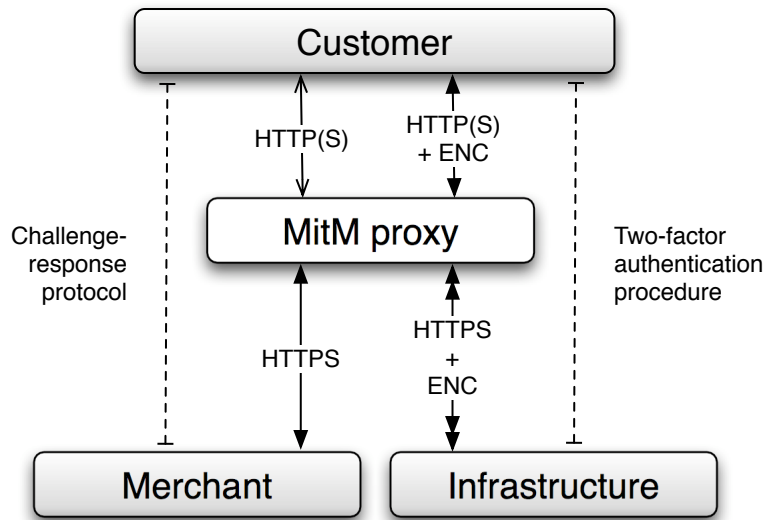 Customer
HTTP(S)
HTTP(S)
+ ENC
MitM proxy
Challenge-
response
protocol
Two-factor
authentication
procedure
HTTPS
HTTPS
+
ENC
Merchant
Infrastructure